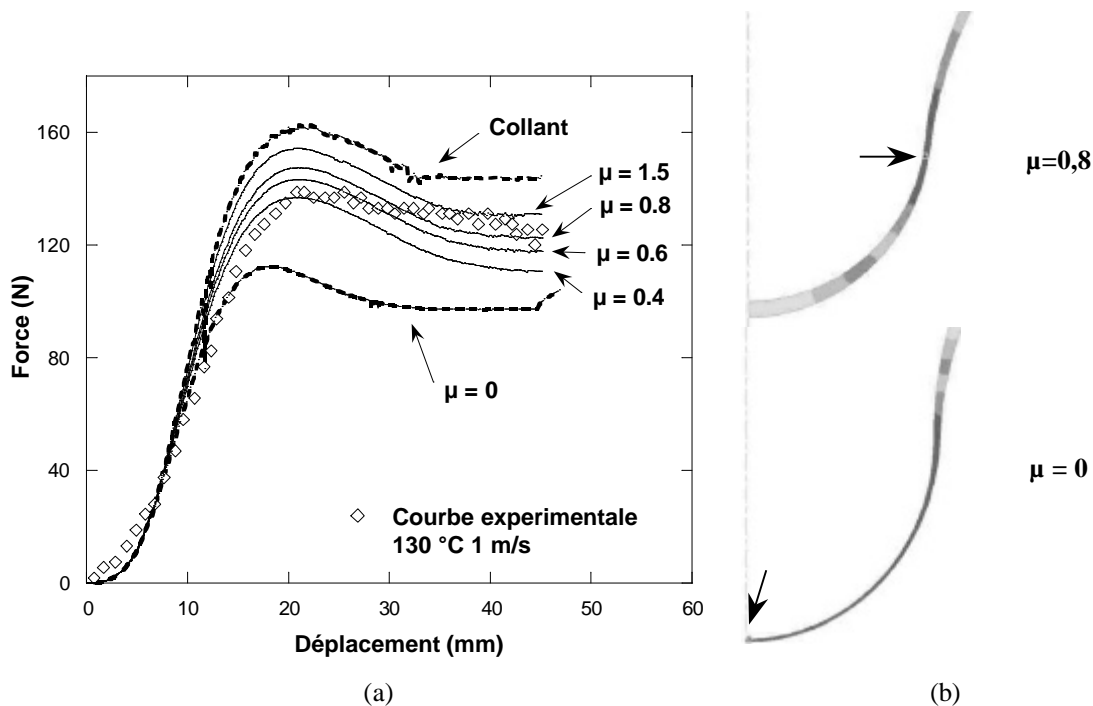 160
120
80
40
0
0
10
20
30
40
50
60
Force (N)
Déplacement (mm)
Collant
µ = 1.5
µ = 0.8
µ = 0.6
µ = 0.4
µ = 0
Courbe experimentale
130 °C 1 m/s
(a)
µ=0,8
µ = 0
(b)